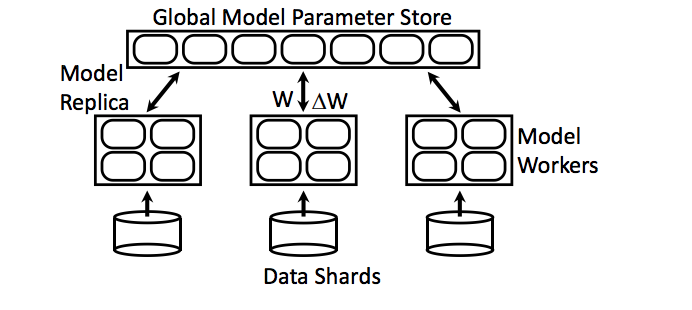 Global Model Parameter Store
Model
Replica
W ΔW
Model
Workers
Data Shards